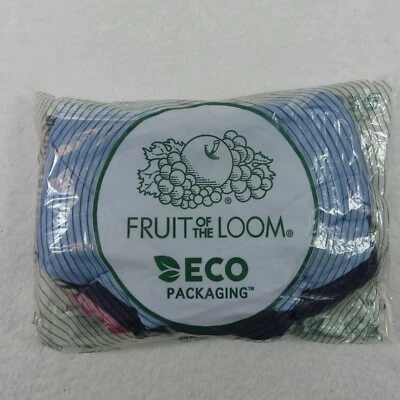 ®
FRUIT OF THE LOOM®
ECO
PACKAGING™